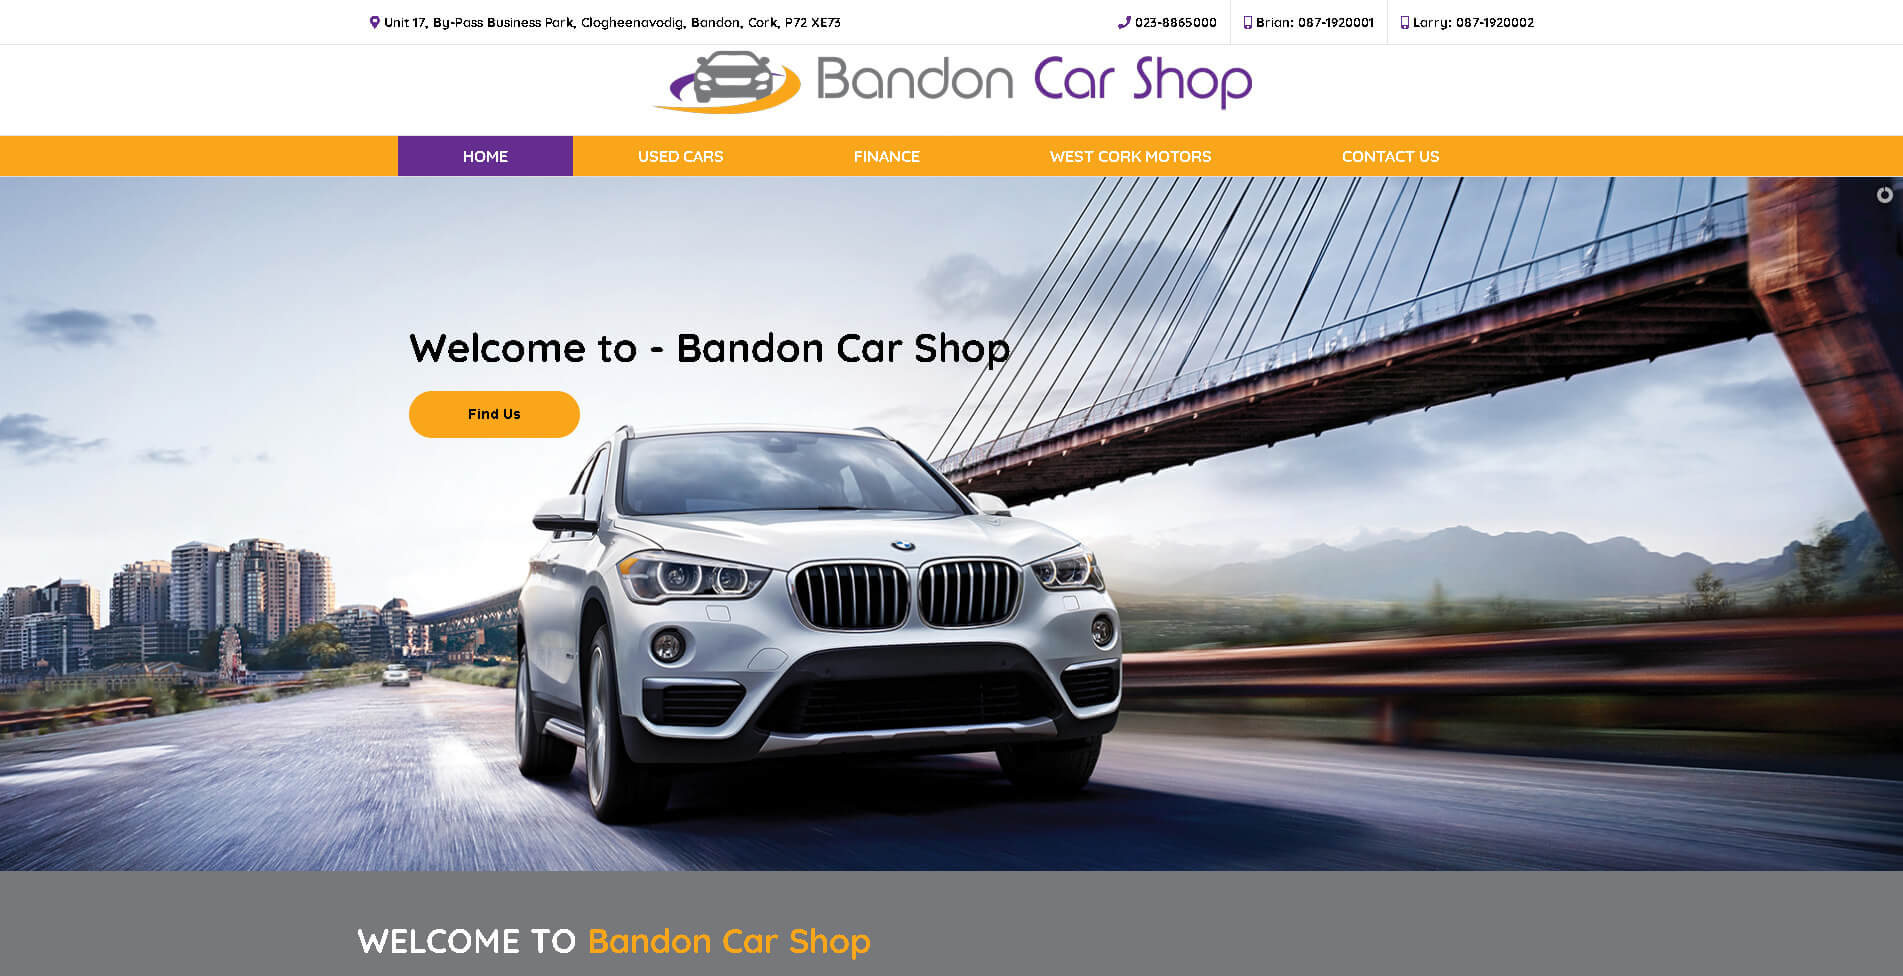 Unit 17, By-Pass Business Park, Clogheenavodig, Bandon, Cork, P72 XE73
023-8865000
Brian: 087-1920001
Larry: 087-1920002
Bandon Car Shop
HOME
USED CARS
FINANCE
WEST CORK MOTORS
CONTACT US
Welcome to - Bandon Car Shop
Find Us
WELCOME TO Bandon Car Shop